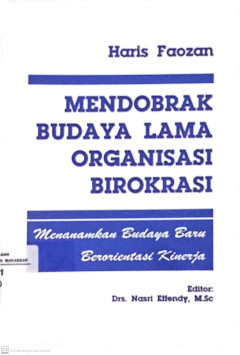 Haris Faozan
MENDOBRAK
BUDAYA LAMA
ORGANISASI
BIROKRASI
Menanamkan Budaya Baru
Berorientasi Kinerja
Editor:
Drs. Nasri Effendy, M.Sc